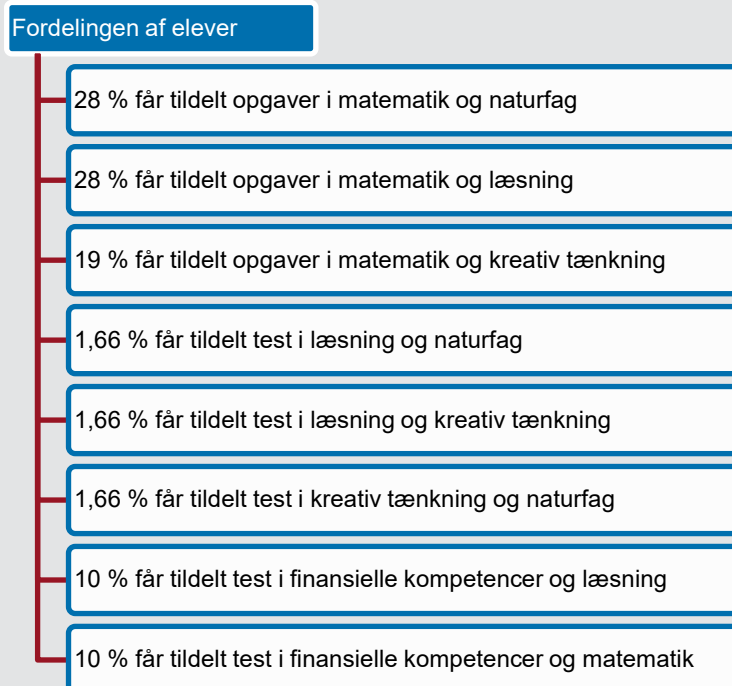 Fordelingen af elever
28 % får tildelt opgaver i matematik og naturfag
28 % får tildelt opgaver i matematik og læsning
19 % får tildelt opgaver i matematik og kreativ tænkning
1,66 % får tildelt test i læsning og naturfag
1,66 % får tildelt test i læsning og kreativ tænkning
1,66 % får tildelt test i kreativ tænkning og naturfag
10 % får tildelt test i finansielle kompetencer og læsning
10 % får tildelt test i finansielle kompetencer og matematik